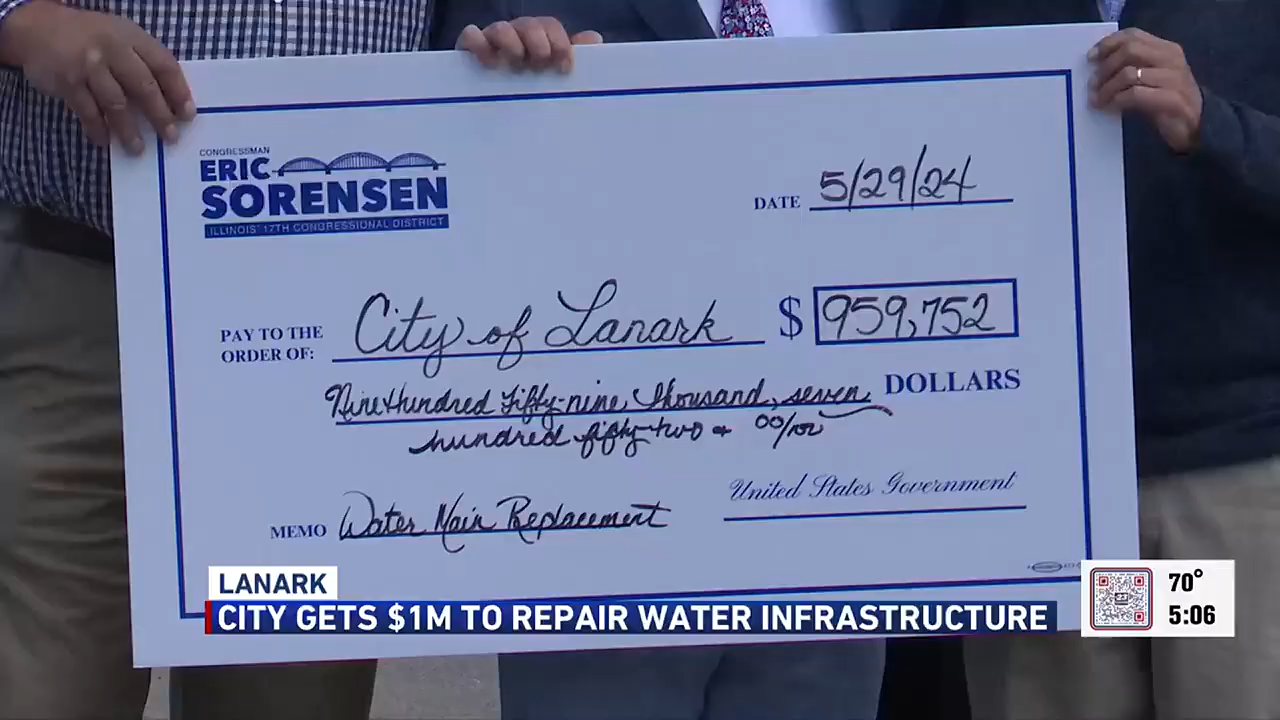 CONGRESSMAN
ERIC
SORENSEN
ILLINOIS' 17TH CONGRESSIONAL DISTRICT
DATE 5/29/24
PAY TO THE
ORDER OF: City of Lanark $ 959,752
Nine Hundred Fifty-nine, thousand, seven DOLLARS
hundred fifty-two & 00/100
United States Government
MEMO Water Main Replacement
LANARK
CITY GETS $1M TO REPAIR WATER INFRASTRUCTURE
70°
5:06